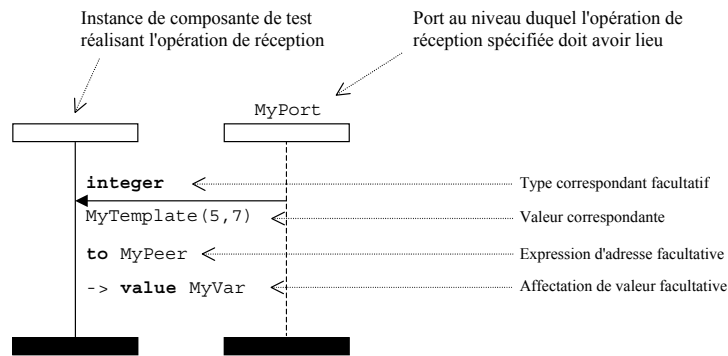 Instance de composante de test
réalisant l'opération de réception
Port au niveau duquel l'opération de
réception spécifiée doit avoir lieu
MyPort
integer
Type correspondant facultatif
MyTemplate(5,7)
Valeur correspondante
to MyPeer
Expression d'adresse facultative
-> value MyVar
Affectation de valeur facultative